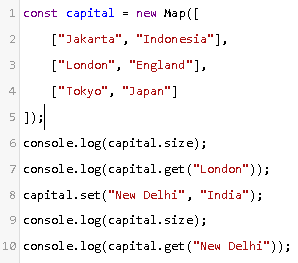 1 const capital = new Map([
2     ["Jakarta", "Indonesia"],
3     ["London", "England"],
4     ["Tokyo", "Japan"]
5 ]);
6 console.log(capital.size);
7 console.log(capital.get("London"));
8 capital.set("New Delhi", "India");
9 console.log(capital.size);
10 console.log(capital.get("New Delhi"));